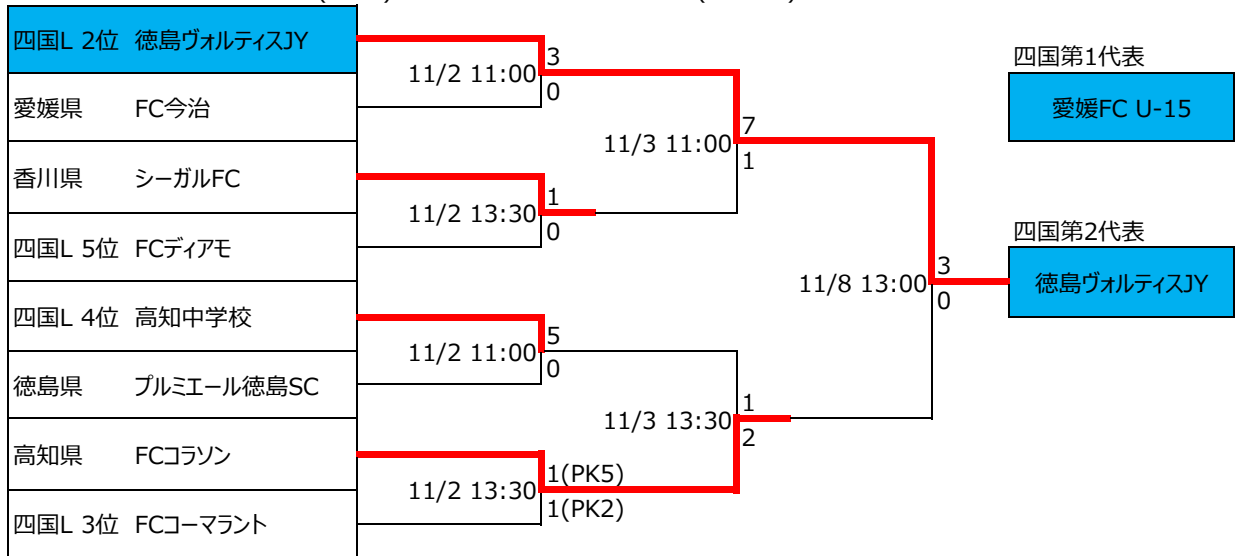 四国L 2位 徳島ヴォルティスJY
愛媛県 FC今治
香川県 シーガルFC
四国L 5位 FCディアモ
四国L 4位 高知中学校
徳島県 プルミエール徳島SC
高知県 FCコラソン
四国L 3位 FCコーマラント
11/2 11:00
3
0
11/2 13:30
1
0
11/2 11:00
5
0
11/2 13:30
1(PK5)
1(PK2)
11/3 11:00
7
1
11/3 13:30
1
2
11/8 13:00
3
0
四国第1代表
愛媛FC U-15
四国第2代表
徳島ヴォルティスJY